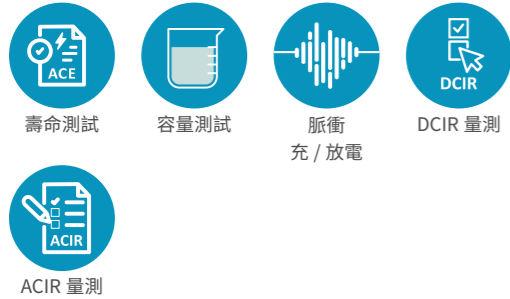 ACE
壽命測試
容量測試
脈衝
充 / 放電
DCIR
DCIR 量測
ACIR
ACIR 量測